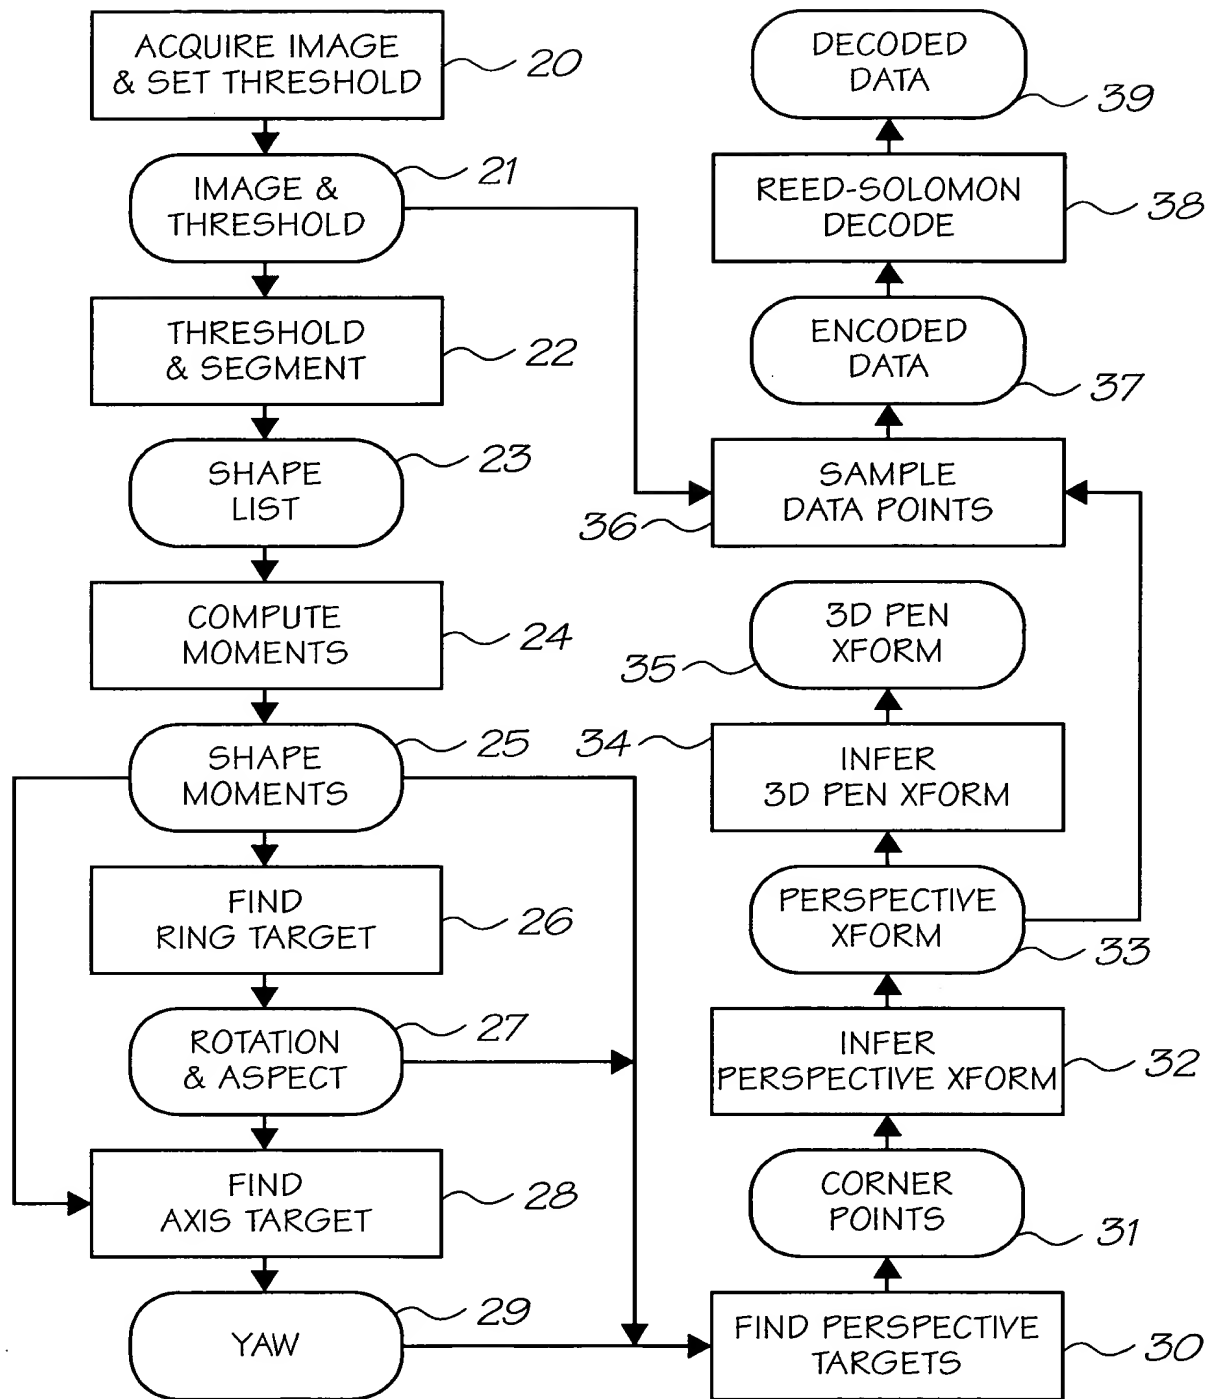 ACQUIRE IMAGE
& SET THRESHOLD
20
IMAGE &
THRESHOLD
21
THRESHOLD
& SEGMENT
22
SHAPE
LIST
23
COMPUTE
MOMENTS
24
SHAPE
MOMENTS
25
FIND
RING TARGET
26
ROTATION
& ASPECT
27
FIND
AXIS TARGET
28
YAW
29
FIND PERSPECTIVE
TARGETS
30
CORNER
POINTS
31
INFER
PERSPECTIVE XFORM
32
PERSPECTIVE
XFORM
33
INFER
3D PEN XFORM
34
3D PEN
XFORM
35
SAMPLE
DATA POINTS
36
ENCODED
DATA
37
REED-SOLOMON
DECODE
38
DECODED
DATA
39